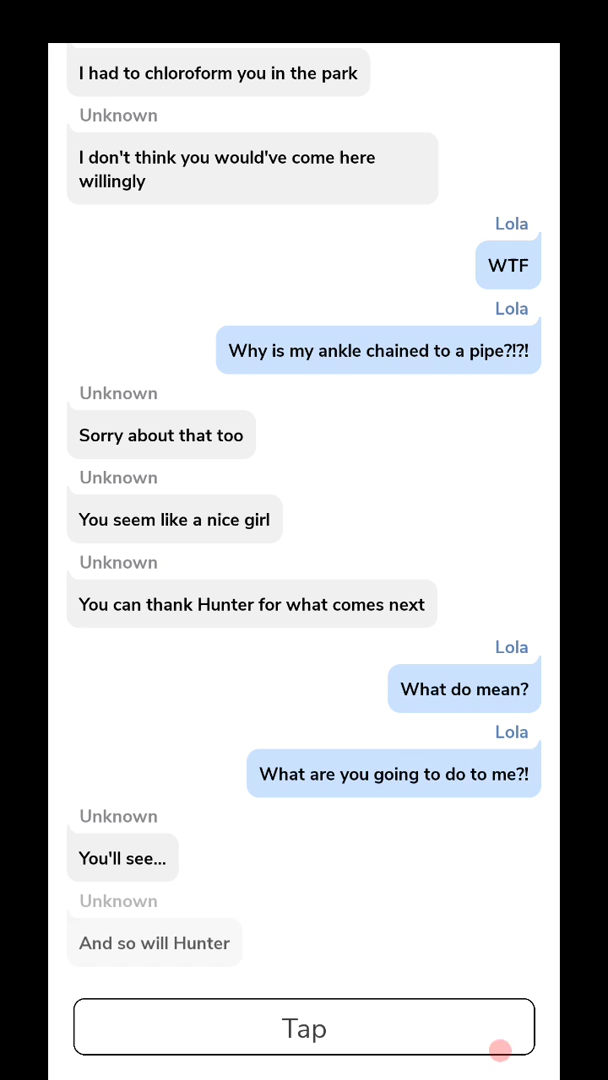 I had to chloroform you in the park
Unknown
I don't think you would've come here
willingly
Lola
WTF
Lola
Why is my ankle chained to a pipe?!?!
Unknown
Sorry about that too
Unknown
You seem like a nice girl
Unknown
You can thank Hunter for what comes next
Lola
What do mean?
Lola
What are you going to do to me?!
Unknown
You'll see...
Unknown
And so will Hunter
Tap